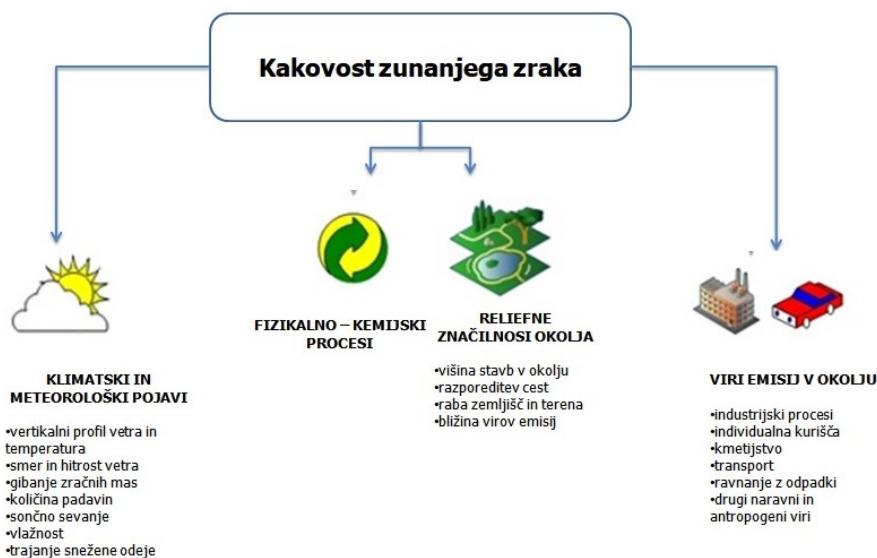 Kakovost zunanjega zraka
KLIMATSKI IN
METEOROLOŠKI POJAVI
•vertikalni profil vetra in
temperatura
•smer in hitrost vetra
•gibanje zračnih mas
•količina padavin
•sončno sevanje
•vlažnost
•trajanje snežene odeje
FIZIKALNO – KEMIJSKI
PROCESI
RELIEFNE
ZNAČILNOSI OKOLJA
•višina stavb v okolju
•razporeditev cest
•raba zemljišč in terena
•bližina virov emisij
VIRI EMISIJ V OKOLJU
•industrijski procesi
•individualna kurišča
•kmetijstvo
•transport
•ravnanje z odpadki
•drugi naravni in
antropogeni viri